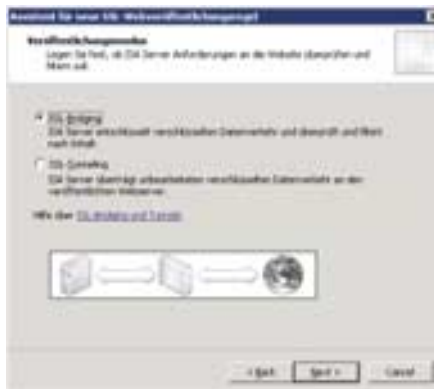 Assistent für neue SSL-Webveröffentlichungsregel
Veröffentlichungsmodus
Legen Sie fest, ob ISA Server Anforderungen an die Website überprüfen und
filtern soll.
SSL-Bridging
ISA Server entschlüsselt verschlüsselten Datenverkehr und überprüft und filtert
nach Inhalt.
SSL-Tunneling
ISA Server überträgt unbearbeiteten verschlüsselten Datenverkehr an den
veröffentlichten Webserver.
Hilfe über SSL-Bridging und Tunneln
< Back
Next >
Cancel